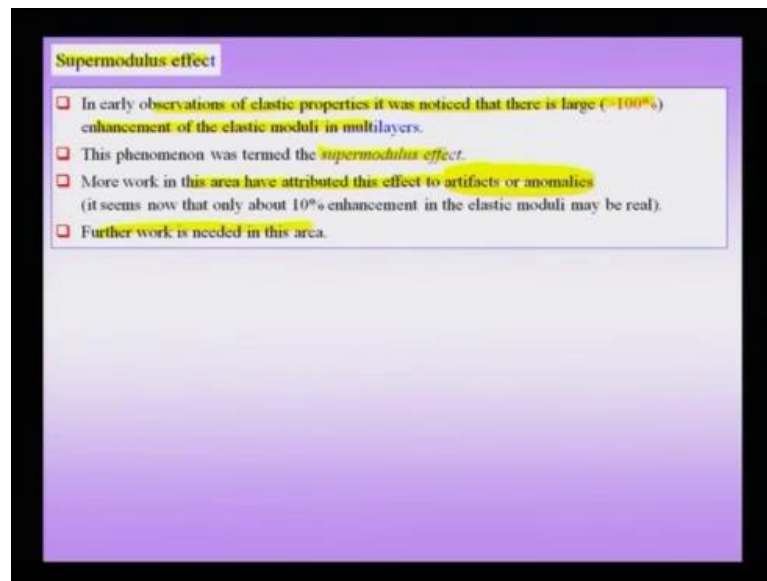 Supermodulus effect
In early observations of elastic properties it was noticed that there is large (>100%)
enhancement of the elastic moduli in multilayers.
This phenomenon was termed the supermodulus effect.
More work in this area have attributed this effect to artifacts or anomalies
(it seems now that only about 10% enhancement in the elastic moduli may be real).
Further work is needed in this area.